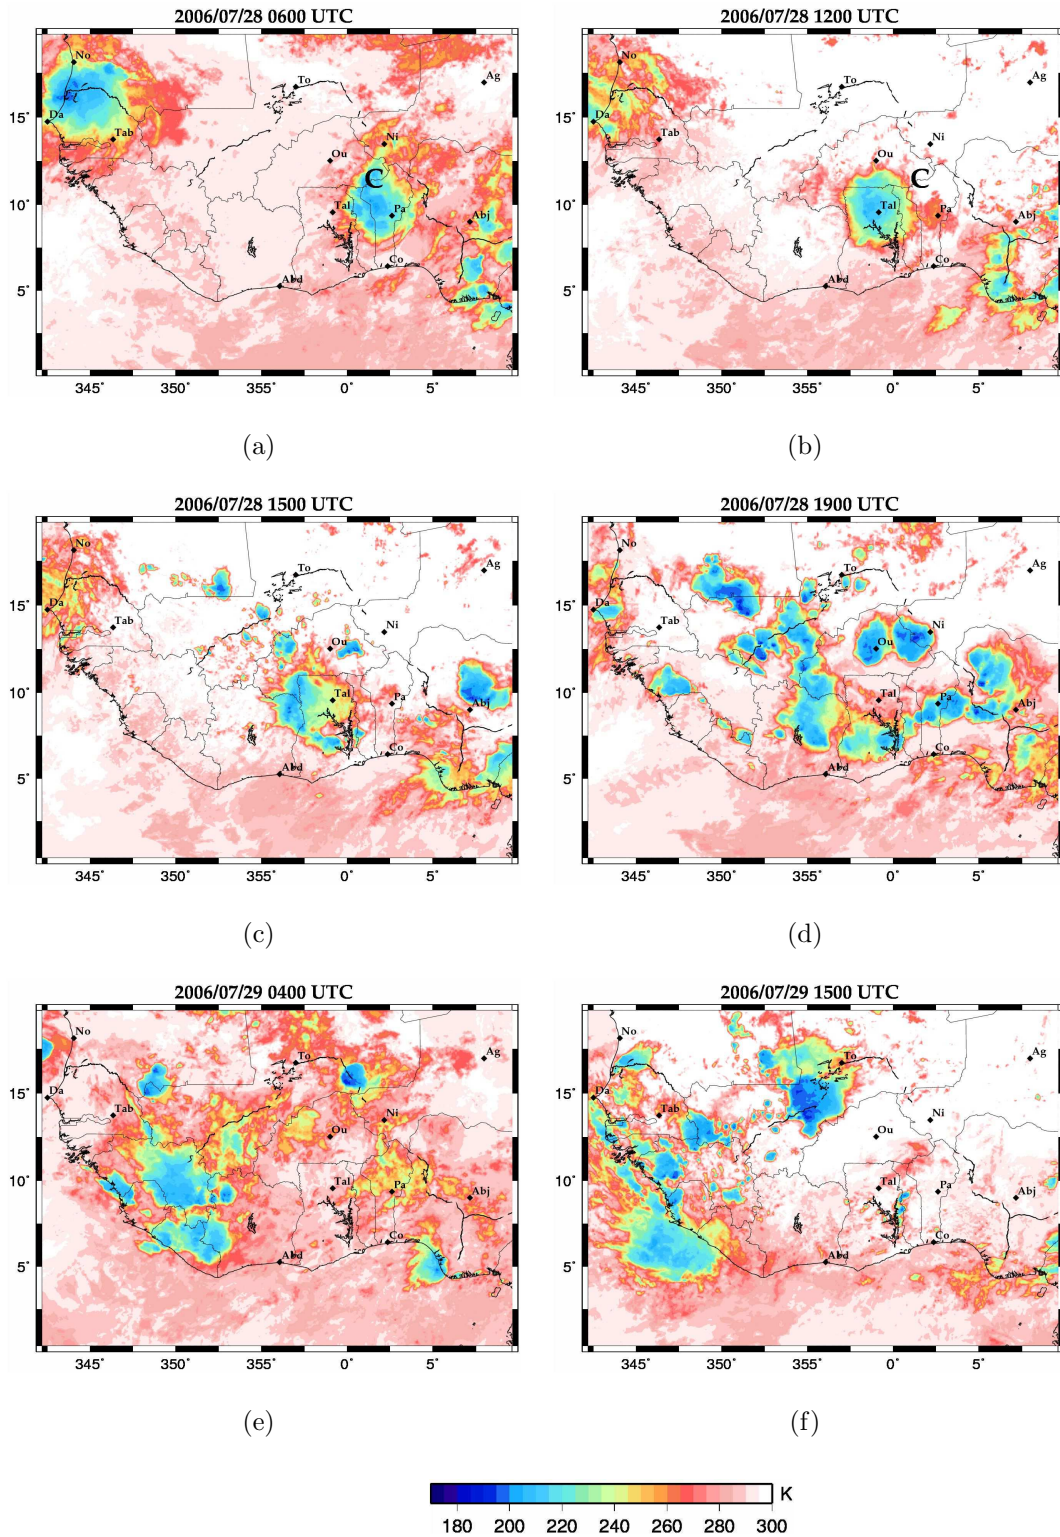 2006/07/28 0600 UTC
2006/07/28 1200 UTC
No
To
Ag
15°
Da
Tab
Ni
Ou
C
10°
Tal
Pa
Abj
Co
5°
Abd
345° 350° 355° 0° 5°
No
To
Ag
15°
Da
Tab
Ni
Ou
C
10°
Tal
Pa
Abj
Co
5°
Abd
345° 350° 355° 0° 5°
(a)
(b)
2006/07/28 1500 UTC
2006/07/28 1900 UTC
No
To
Ag
15°
Da
Tab
Ni
Ou
10°
Tal
Pa
Abj
Co
5°
Abd
345° 350° 355° 0° 5°
No
To
Ag
15°
Da
Tab
Ni
Ou
10°
Tal
Pa
Abj
Co
5°
Abd
345° 350° 355° 0° 5°
(c)
(d)
2006/07/29 0400 UTC
2006/07/29 1500 UTC
No
To
Ag
15°
Da
Tab
Ni
Ou
10°
Tal
Pa
Abj
Co
5°
Abd
345° 350° 355° 0° 5°
No
To
Ag
15°
Da
Tab
Ni
Ou
10°
Tal
Pa
Abj
Co
5°
Abd
345° 350° 355° 0° 5°
(e)
(f)
K
180 200 220 240 260 280 300